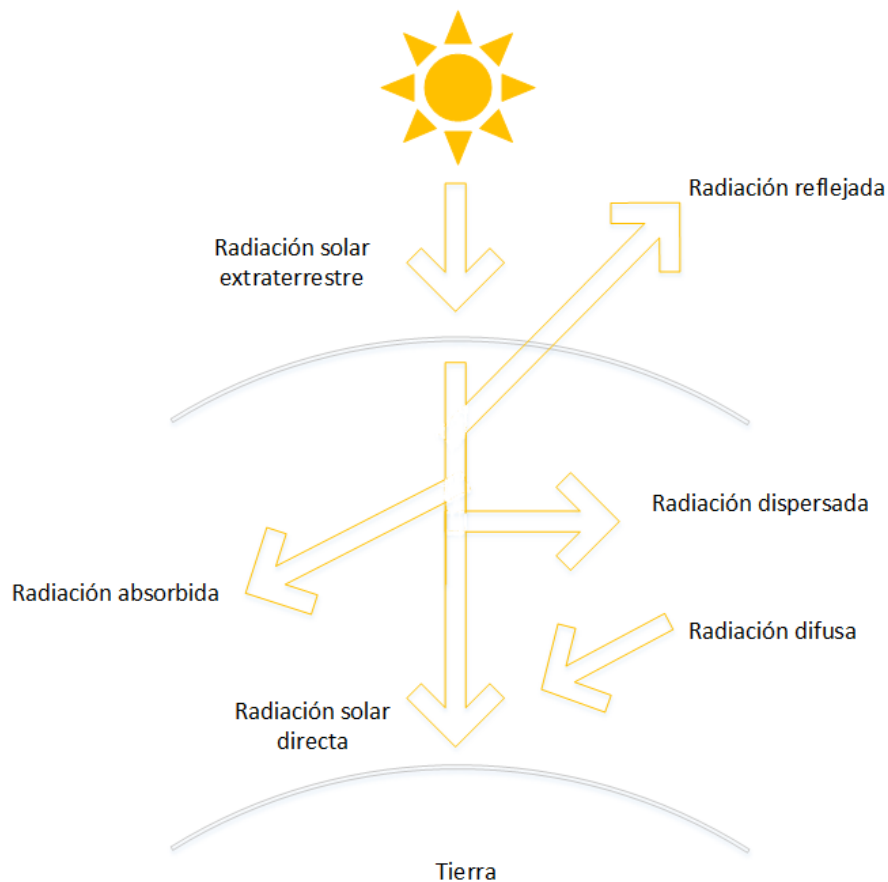 Radiación reflejada
Radiación solar
extraterrestre
Radiación dispersada
Radiación absorbida
Radiación difusa
Radiación solar
directa
Tierra